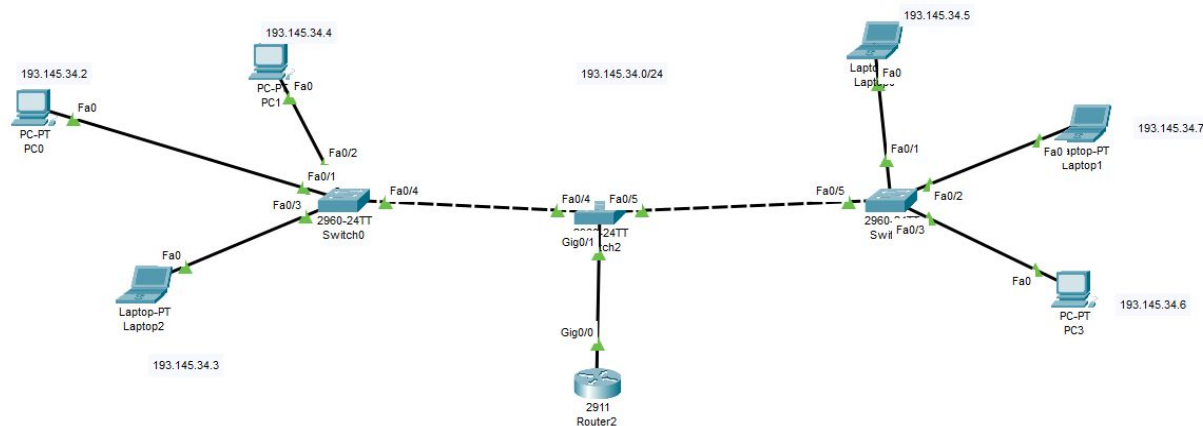 193.145.34.5
193.145.34.4
193.145.34.2
193.145.34.0/24
Fa0
PC-PT
PC1
Fa0
Fa0
PC-PT
PC0
Fa0
193.145.34.7
Laptop1
Fa0/2
Fa0/1
Fa0/3
Fa0/4
2960-24TT
Switch0
Fa0/4
Fa0/5
Gig0/1
Fa0/5
Fa0/1
Fa0/2
Fa0/3
Fa0
Laptop-PT
Laptop2
193.145.34.3
Fa0
PC-PT
PC3
193.145.34.6
Gig0/0
2911
Router2